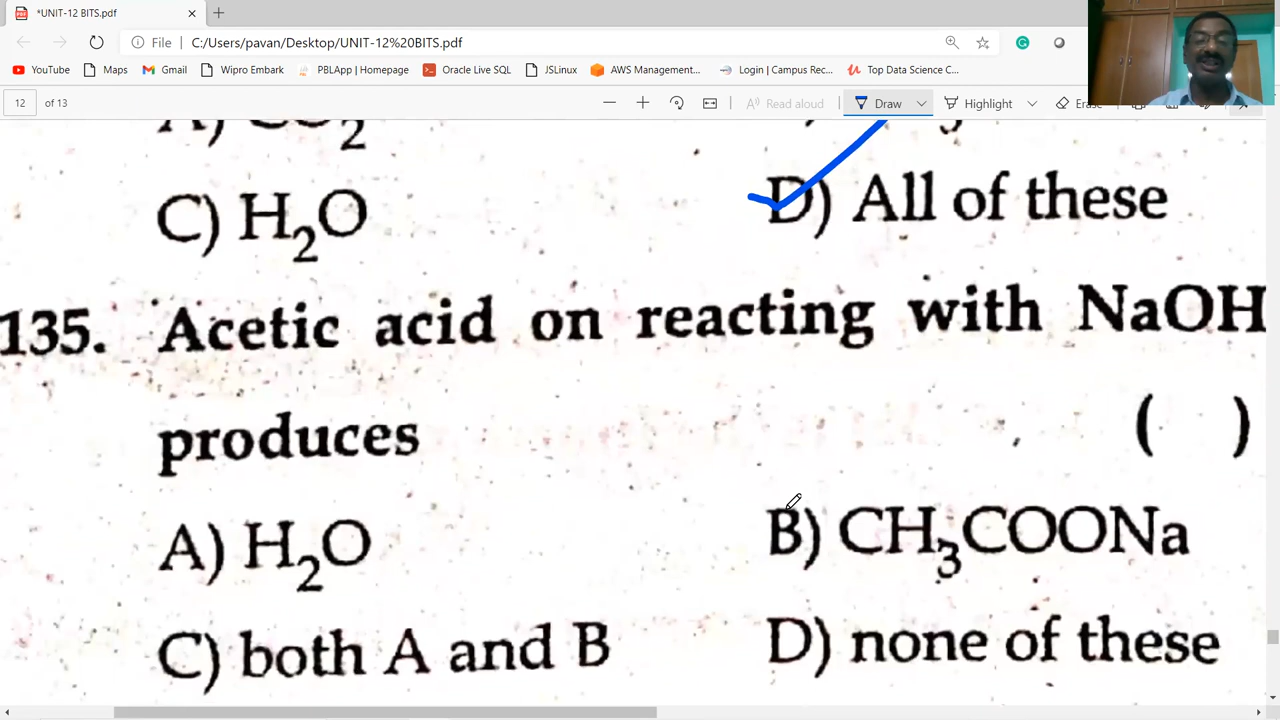 *UNIT-12 BITS.pdf
File C:/Users/pavan/Desktop/UNIT-12%20BITS.pdf
YouTube Maps Gmail Wipro Embark PBLApp | Homepage Oracle Live SQL JSLinux AWS Management... Login | Campus Rec... Top Data Science C...
12 of 13 Read aloud Draw Highlight Erase
A) CO2
C) H2O D) All of these
135. Acetic acid on reacting with NaOH
produces ( )
A) H2O B) CH3COONa
C) both A and B D) none of these